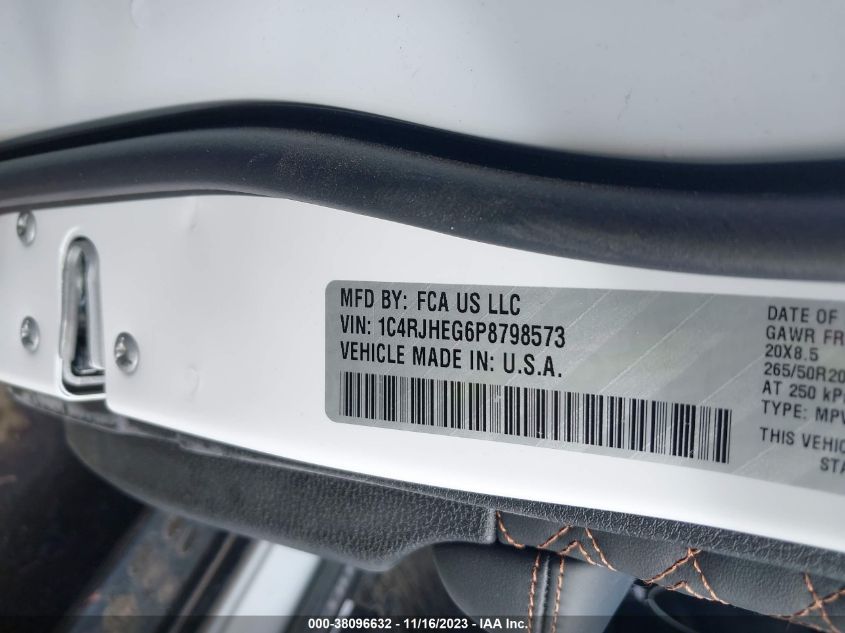 MFD BY: FCA US LLC
VIN: 1C4RJHEG6P8798573
VEHICLE MADE IN: U.S.A.
DATE OF
GAWR FR
20X8.5
265/50R20
AT 250 kP
TYPE: MPV
THIS VEHIC
STA
000-38096632 - 11/16/2023 - IAA Inc.